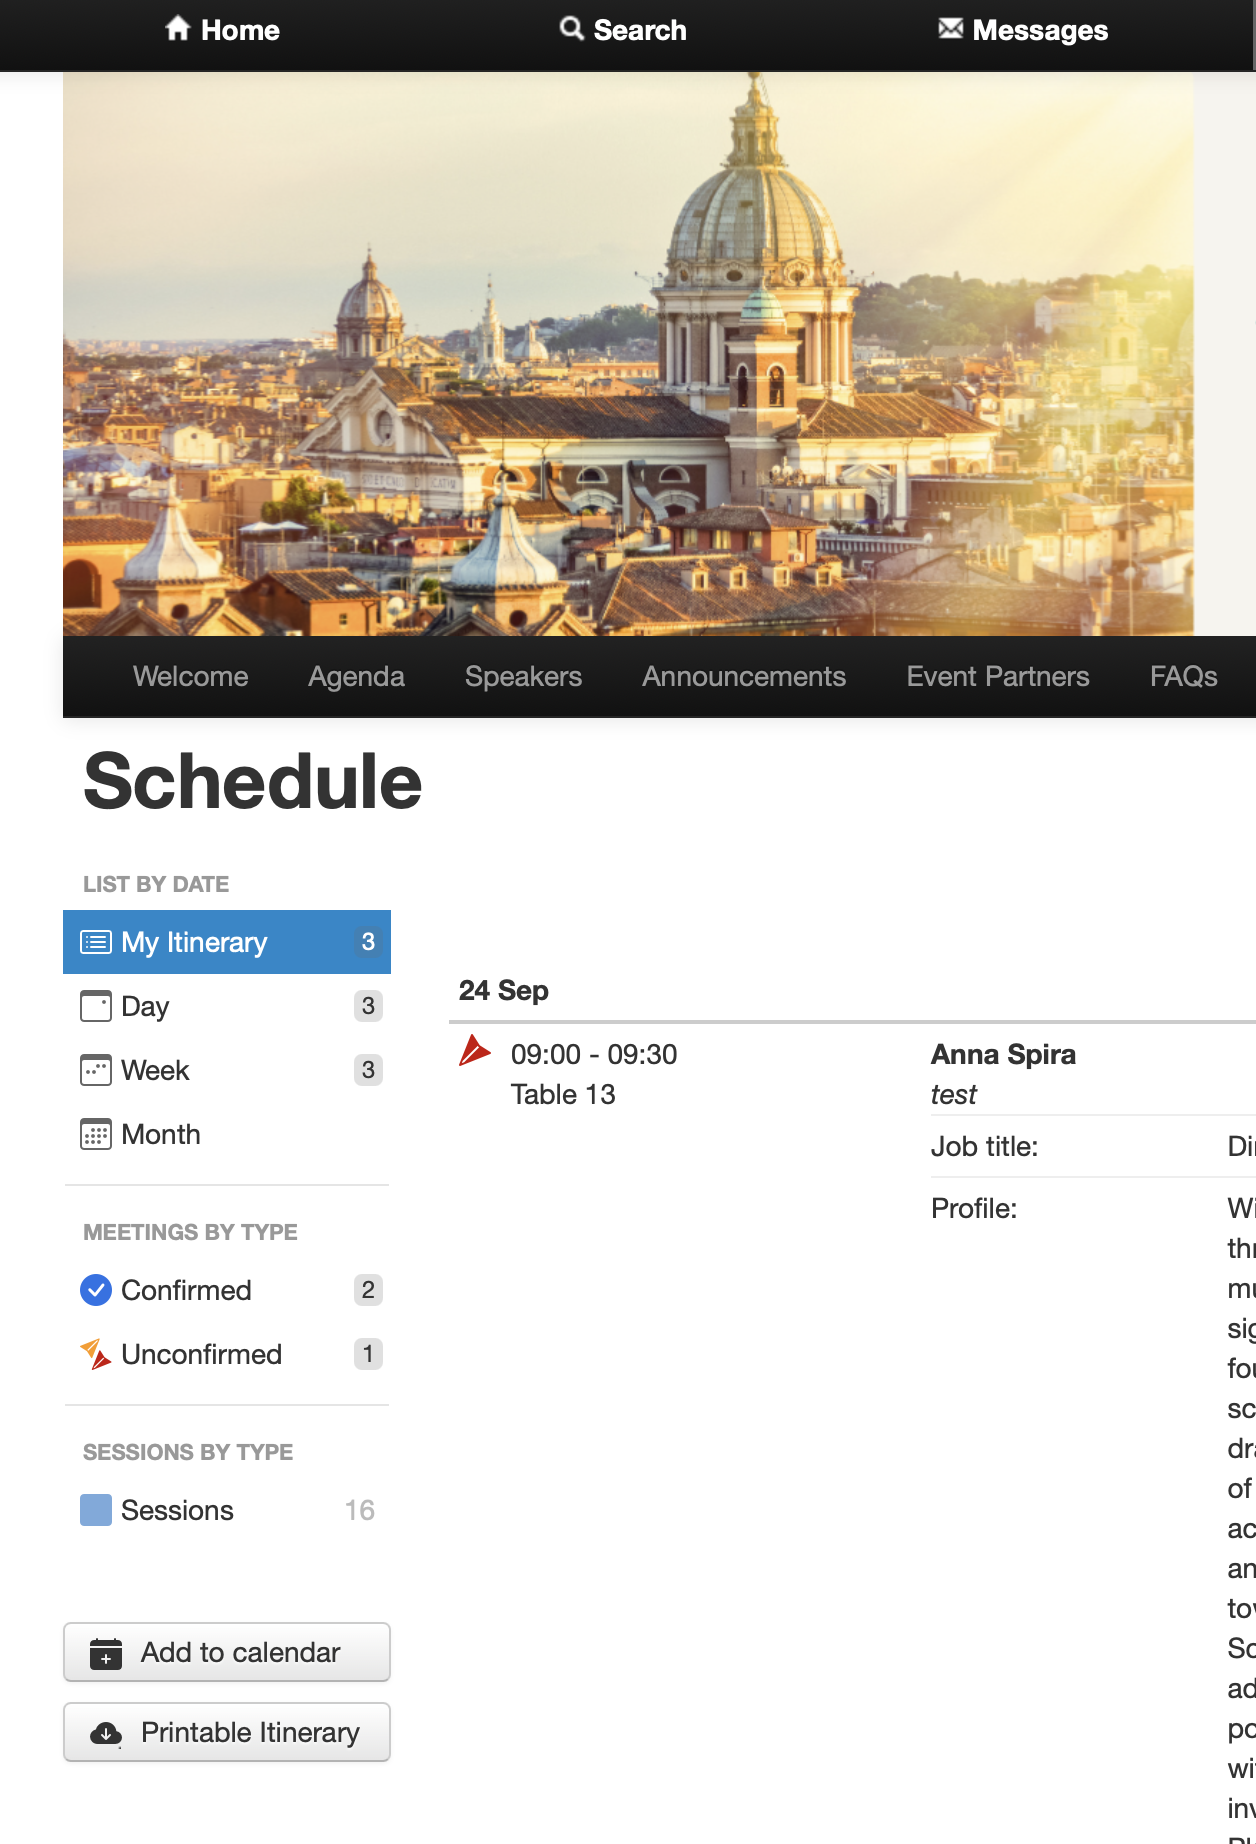 Home
Search
Messages
Welcome
Agenda
Speakers
Announcements
Event Partners
FAQs
Schedule
LIST BY DATE
My Itinerary 3
Day 3
Week 3
Month
MEETINGS BY TYPE
Confirmed 2
Unconfirmed 1
SESSIONS BY TYPE
Sessions 16
Add to calendar
Printable Itinerary
24 Sep
09:00 - 09:30
Table 13
Anna Spira
test
Job title:
Profile:
of